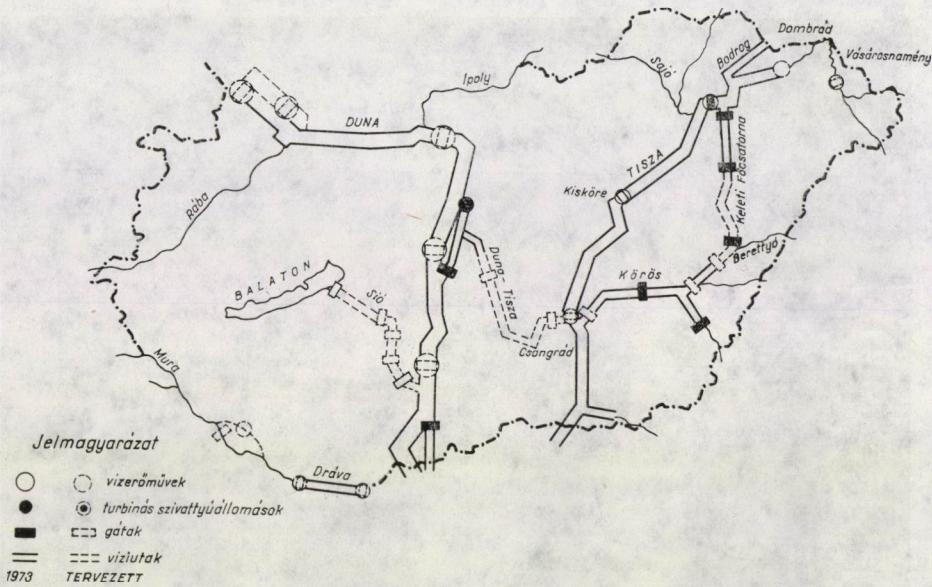 Dombrád
Vásárosnamény
Bodrog
Sajó
Ipoly
DUNA
TISZA
Kisköre
Keleti Főcsatorna
Rába
Berettyó
Duna Tisza
Körös
BALATON
Sió
Csongrád
Mura
Dráva
Jelmagyarázat
vizerőművek
turbinás szivattyúállomások
gátak
víziutak
1973 TERVEZETT